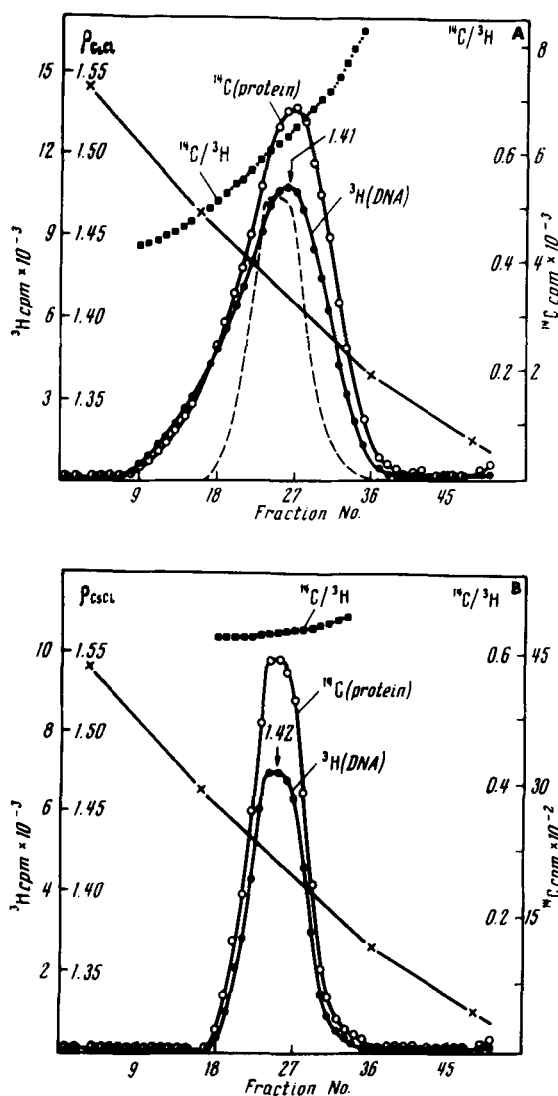 ρCsCl
¹⁴C/³H
A
15
1.55
8
¹⁴C(protein)
12
1.50
¹⁴C/³H
1.41
0.6
6
³H(DNA)
9
1.45
³H cpm × 10⁻³
0.4
4
¹⁴C cpm × 10⁻³
6
1.40
3
1.35
0.2
2
9
18
27
36
45
Fraction No.
ρCsCl
¹⁴C/³H
¹⁴C/³H
B
10
1.55
0.6
45
¹⁴C(protein)
8
1.50
1.42
³H(DNA)
6
1.45
0.4
30
³H cpm × 10⁻³
4
1.40
¹⁴C cpm × 10⁻²
0.2
15
2
1.35
9
18
27
36
45
Fraction No.